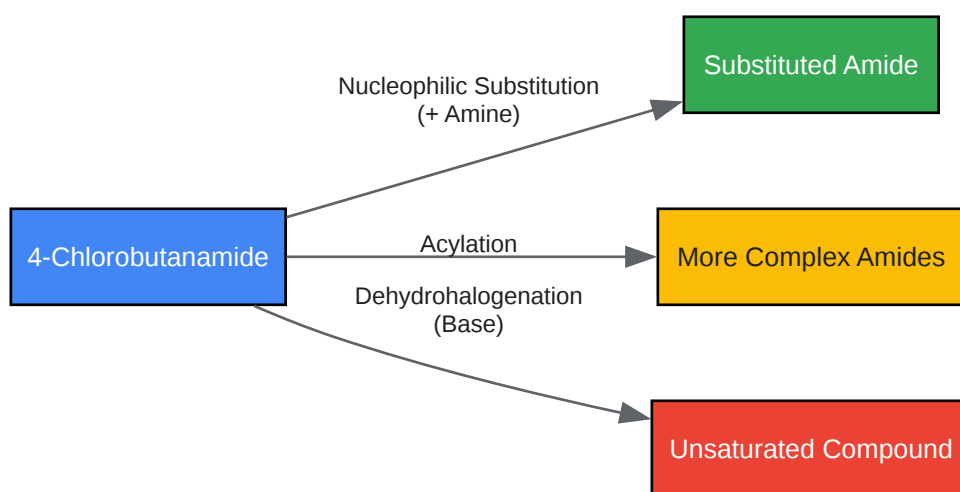 Substituted Amide
Nucleophilic Substitution
(+ Amine)
4-Chlorobutanamide
Acylation
More Complex Amides
Dehydrohalogenation
(Base)
Unsaturated Compound